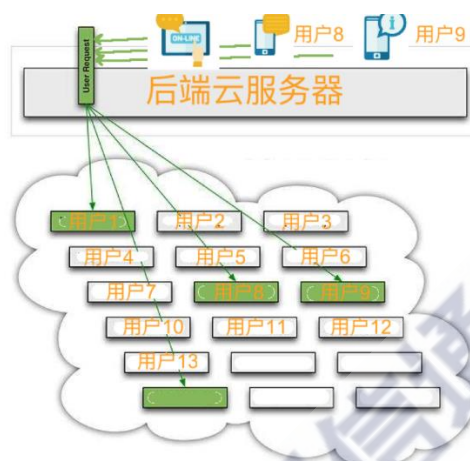 ON-LINE
用户8
用户9
User Request
后端云服务器
用户1
用户2
用户3
用户4
用户5
用户6
用户7
用户8
用户9
用户10
用户11
用户12
用户13